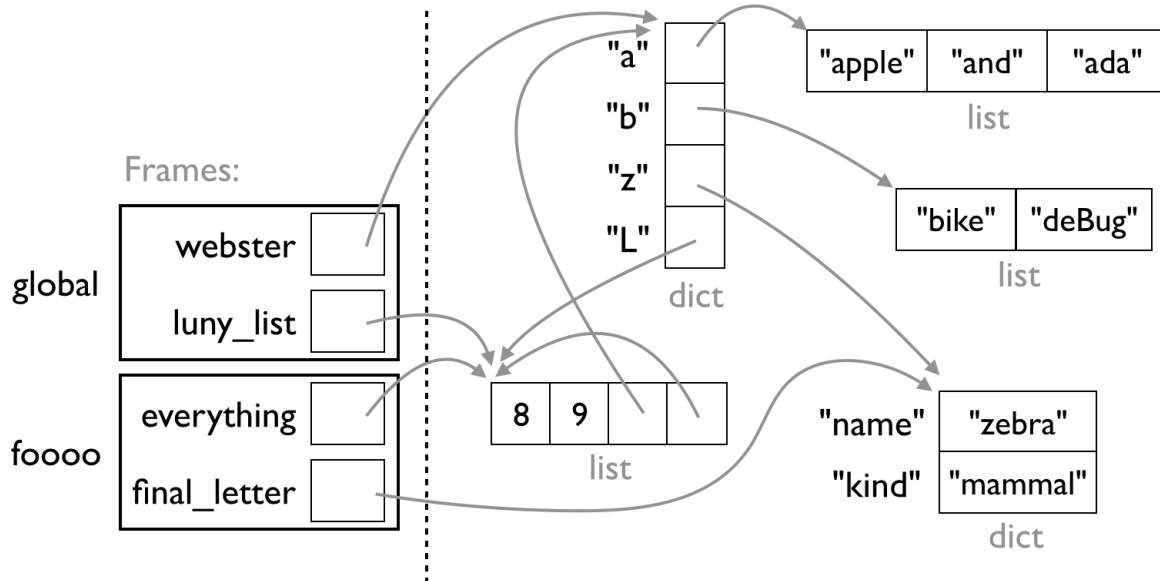 Frames:
global
webster
luny_list
foooo
everything
final_letter
"a"
"b"
"z"
"L"
dict
"apple" "and" "ada"
list
"bike" "deBug"
list
8 9
list
"name" "zebra"
"kind" "mammal"
dict